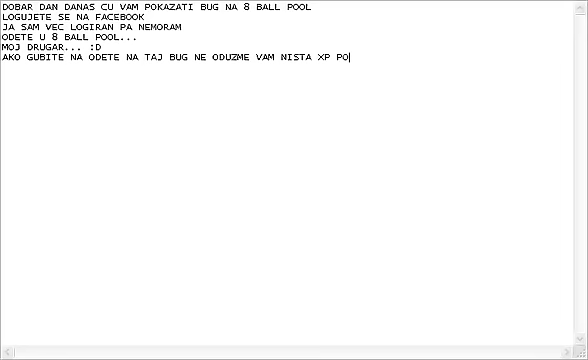 DOBAR DAN DANAS CU VAM POKAZATI BUG NA 8 BALL POOL
LOGUJETE SE NA FACEBOOK
JA SAM VEC LOGIRAN PA NEMORAM
ODETE U 8 BALL POOL...
MOJ DRUGAR... :D
AKO GUBITE NA ODETE NA TAJ BUG NE ODUZME VAM NISTA XP PO